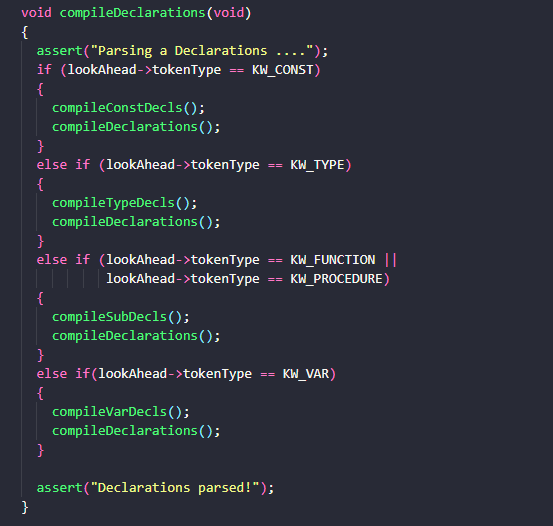 void compileDeclarations(void)
{
  assert("Parsing a Declarations ....");
  if (lookAhead->tokenType == KW_CONST)
  {
    compileConstDecls();
    compileDeclarations();
  }
  else if (lookAhead->tokenType == KW_TYPE)
  {
    compileTypeDecls();
    compileDeclarations();
  }
  else if (lookAhead->tokenType == KW_FUNCTION ||
           lookAhead->tokenType == KW_PROCEDURE)
  {
    compileSubDecls();
    compileDeclarations();
  }
  else if(lookAhead->tokenType == KW_VAR)
  {
    compileVarDecls();
    compileDeclarations();
  }

  assert("Declarations parsed!");
}